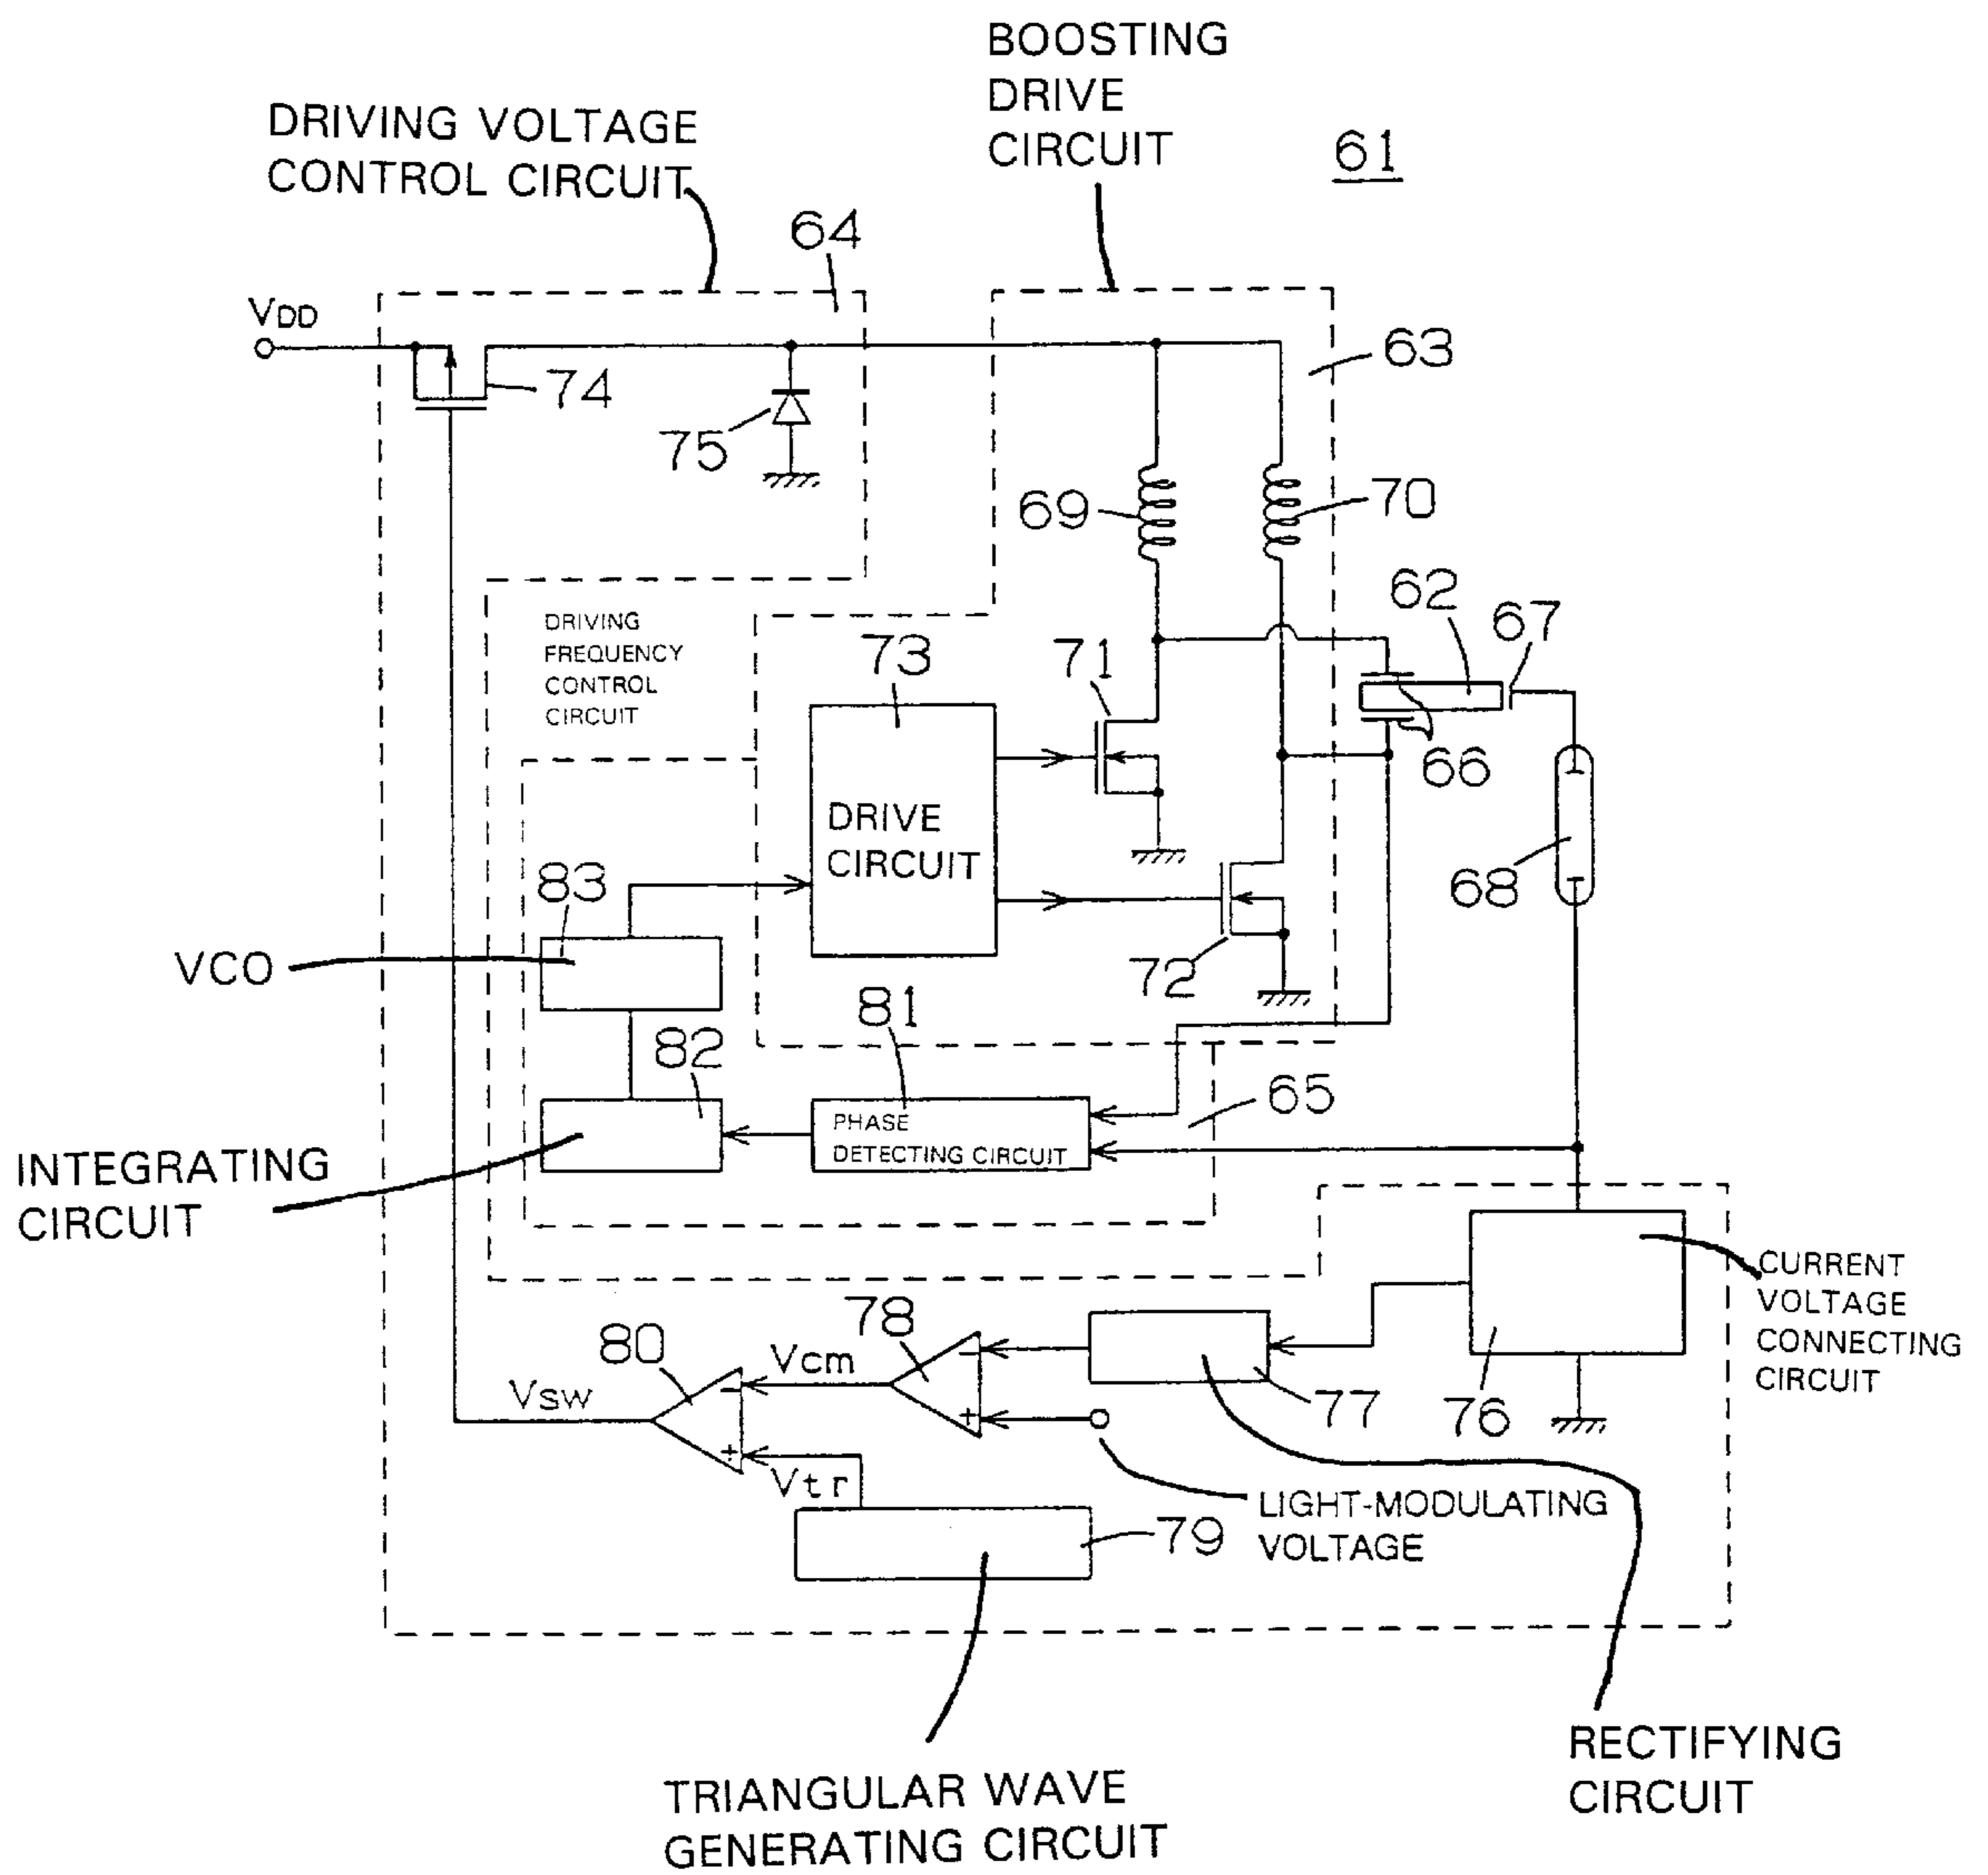 BOOSTING
DRIVE
CIRCUIT
61
DRIVING VOLTAGE
CONTROL CIRCUIT
64
VDD
63
74
75
69
70
DRIVING
FREQUENCY
CONTROL
CIRCUIT
62
67
73
71
66
DRIVE
CIRCUIT
68
83
VCO
72
81
82
65
PHASE
DETECTING CIRCUIT
INTEGRATING
CIRCUIT
CURRENT
VOLTAGE
CONNECTING
CIRCUIT
78
80
Vcm
-
-
Vsw
77
76
+
+
Vtr
LIGHT-MODULATING
VOLTAGE
79
RECTIFYING
CIRCUIT
TRIANGULAR WAVE
GENERATING CIRCUIT